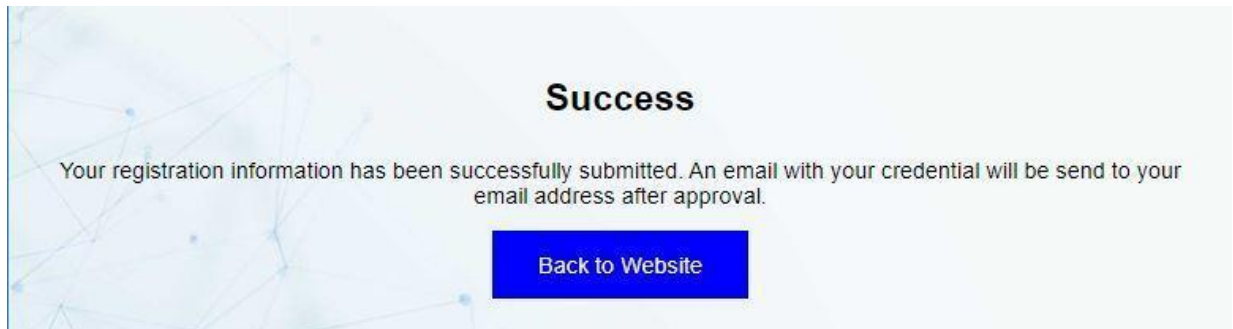 Success
Your registration information has been successfully submitted. An email with your credential will be send to your
email address after approval.
Back to Website